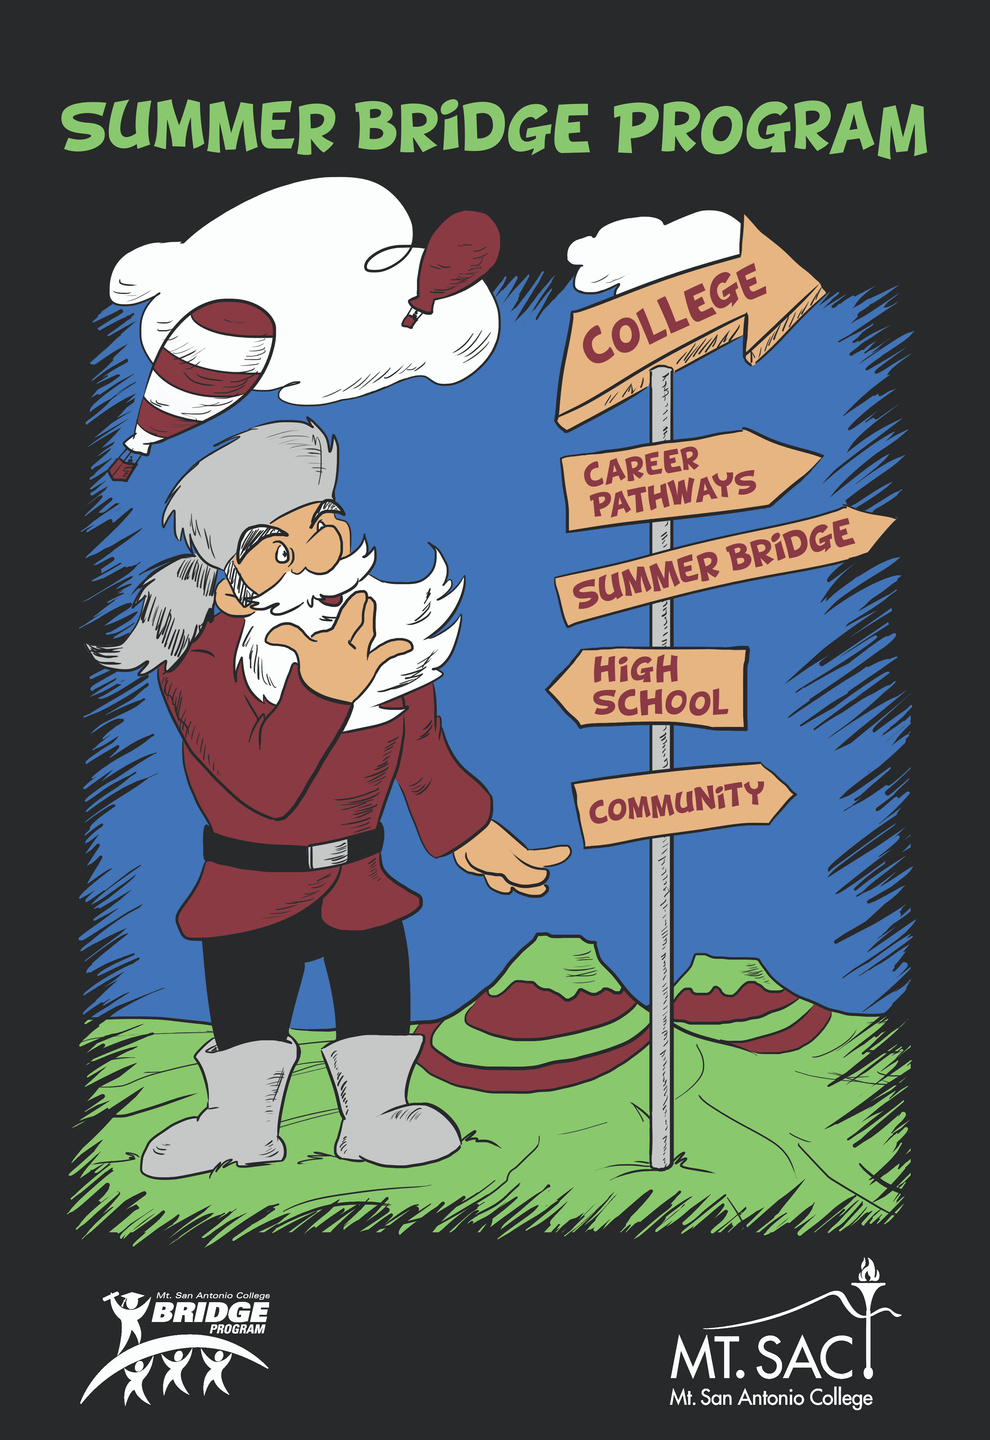 SUMMER BRiDGE PROGRAM
COLLEGE
CAREER
PATHWAYS
SUMMER BRiDGE
HiGH
SCHOOL
COMMUNiTY
Mt. San Antonio College
BRIDGE
PROGRAM
MT. SAC
Mt. San Antonio College